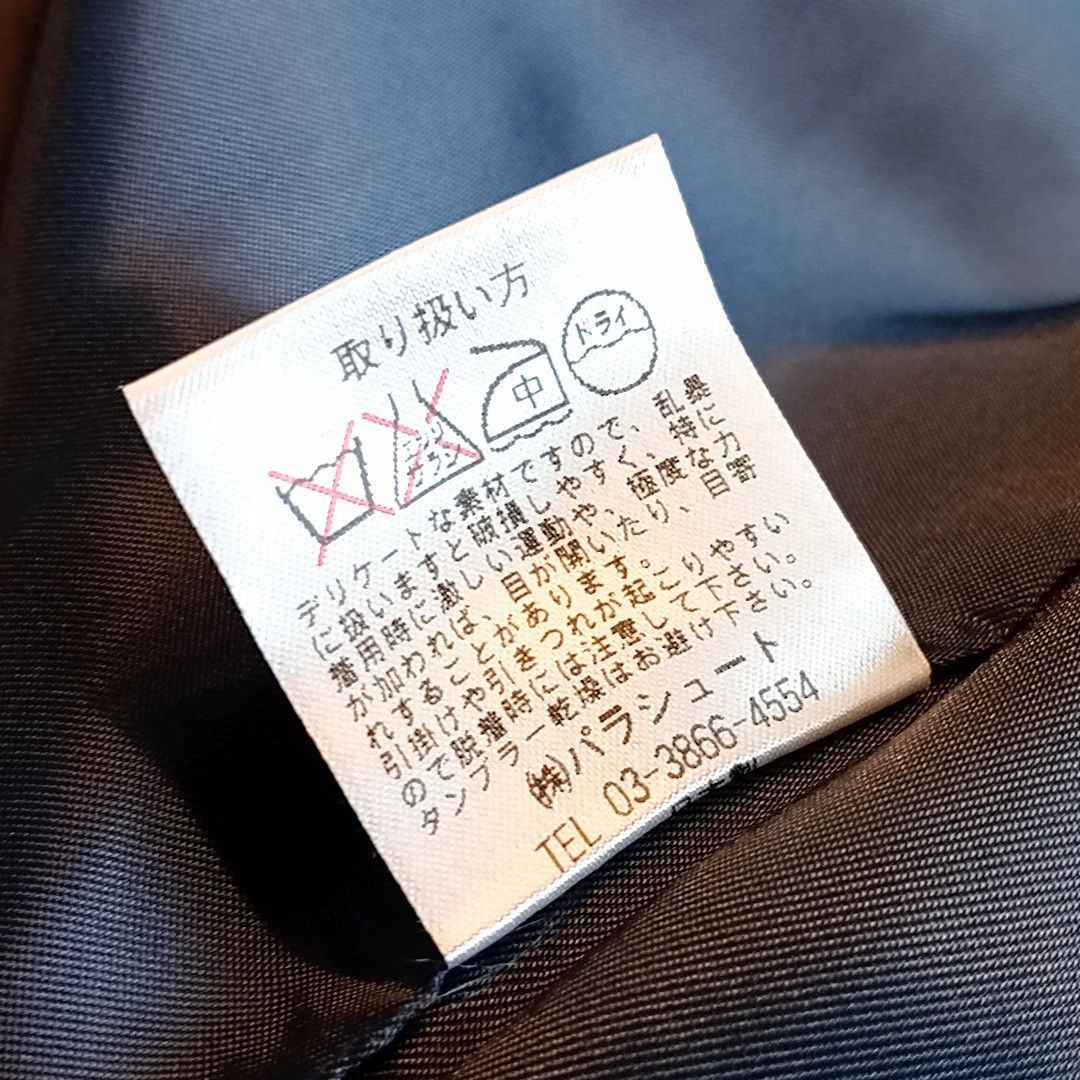 取り扱い方
エンソ
サラシ
中
ドライ
デリケートな素材ですので、乱暴
に扱いますと破損しやすく、特に
着用時に激しい運動や、極度な力
が加われば、目が開いたり、目寄
れすることがあります。
引掛けや引きつれが起こりやすい
ので脱着時には注意して下さい。
タンブラー乾燥はお避け下さい。
㈱パラシュート
TEL 03-3866-4554